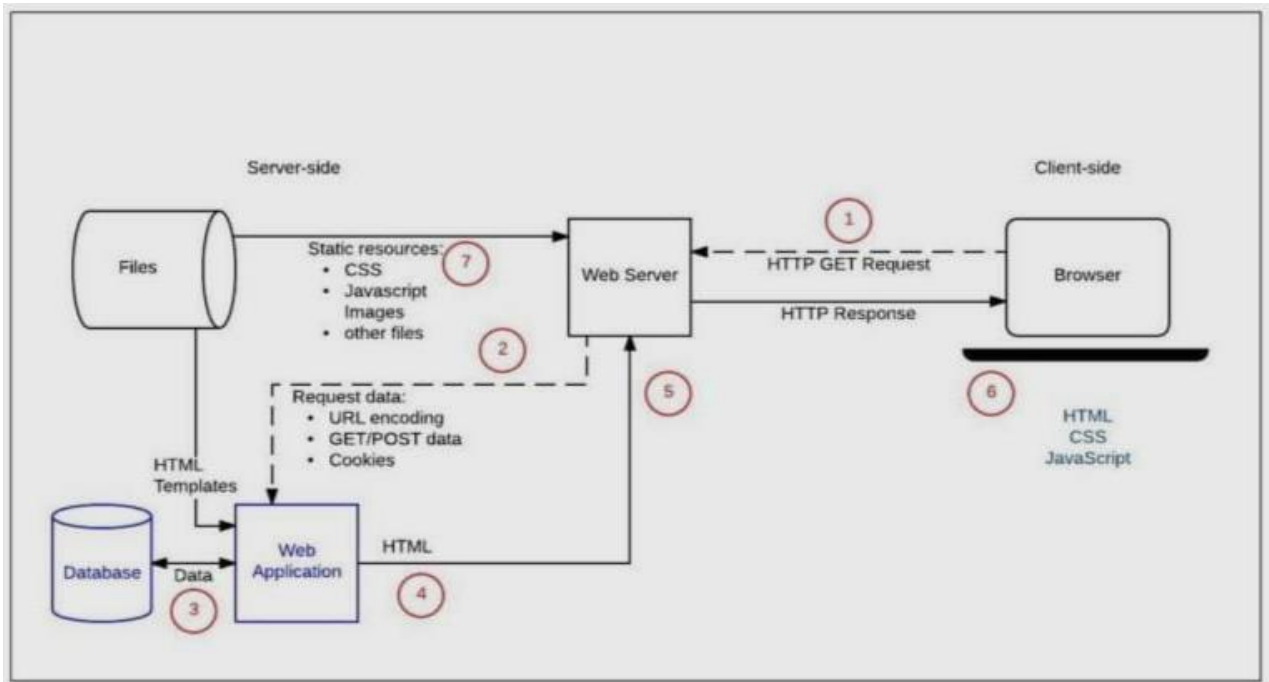 Server-side
Client-side
1
Files
Static resources:
• CSS
• Javascript
Images
• other files
7
Web Server
HTTP GET Request
HTTP Response
Browser
2
Request data:
• URL encoding
• GET/POST data
• Cookies
5
6
HTML
CSS
JavaScript
HTML
Templates
Database
Data
3
Web
Application
HTML
4